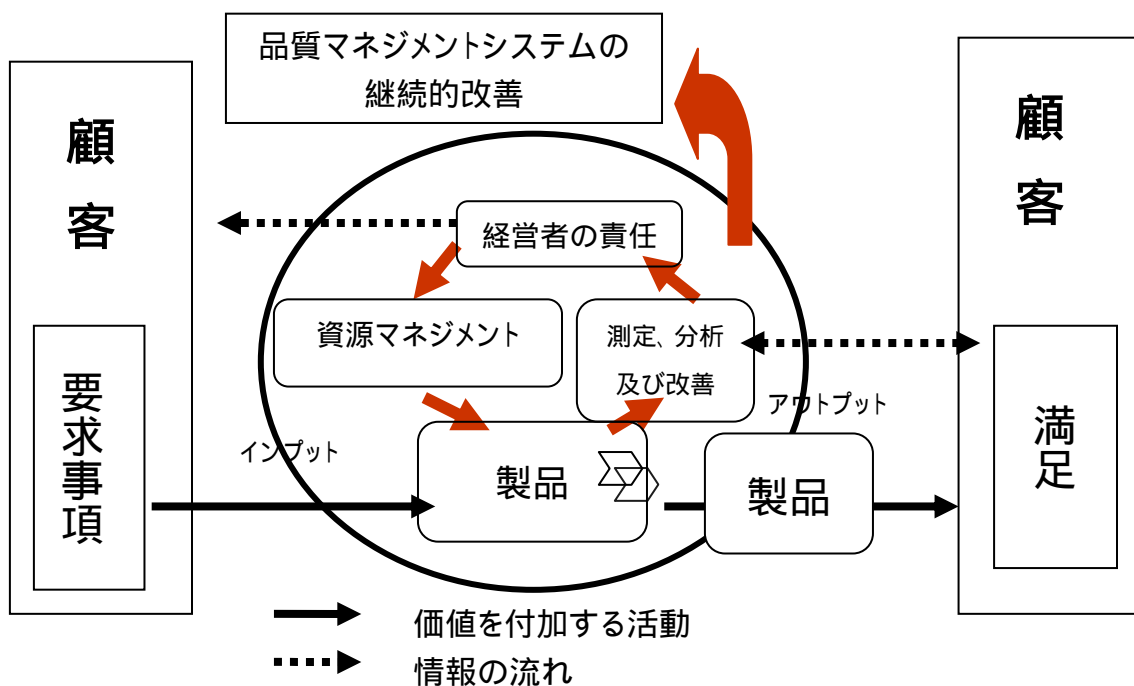 品質マネジメントシステムの
継続的改善
顧
客
顧
客
経営者の責任
資源マネジメント
測定、分析
及び改善
アウトプット
要求事項
満足
インプット
製品
製品
価値を付加する活動
情報の流れ